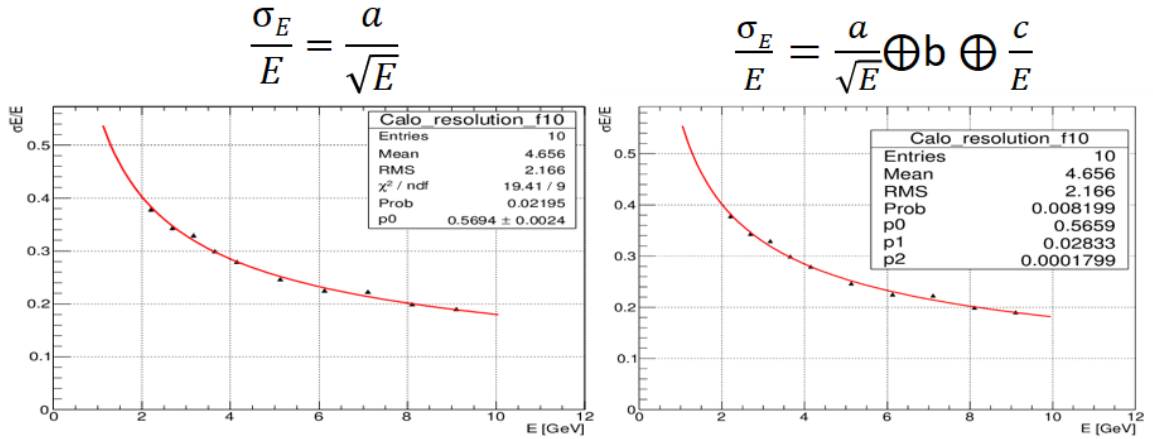 σ_E/E = a/√E
σ_E/E = a/√E ⊕ b ⊕ c/E
σE/E
0.5
0.4
0.3
0.2
0.1
0
0 2 4 6 8 10 12
E [GeV]
Calo_resolution_f10
Entries 10
Mean 4.656
RMS 2.166
χ² / ndf 19.41 / 9
Prob 0.02195
p0 0.5694 ± 0.0024
σE/E
0.5
0.4
0.3
0.2
0.1
0
0 2 4 6 8 10 12
E [GeV]
Calo_resolution_f10
Entries 10
Mean 4.656
RMS 2.166
Prob 0.008199
p0 0.5659
p1 0.02833
p2 0.0001799